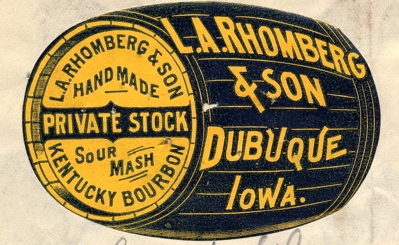 L.A. RHOMBERG & SON
HAND MADE
PRIVATE STOCK
SOUR MASH
KENTUCKY BOURBON
L.A. RHOMBERG
& SON
DUBUQUE
IOWA.